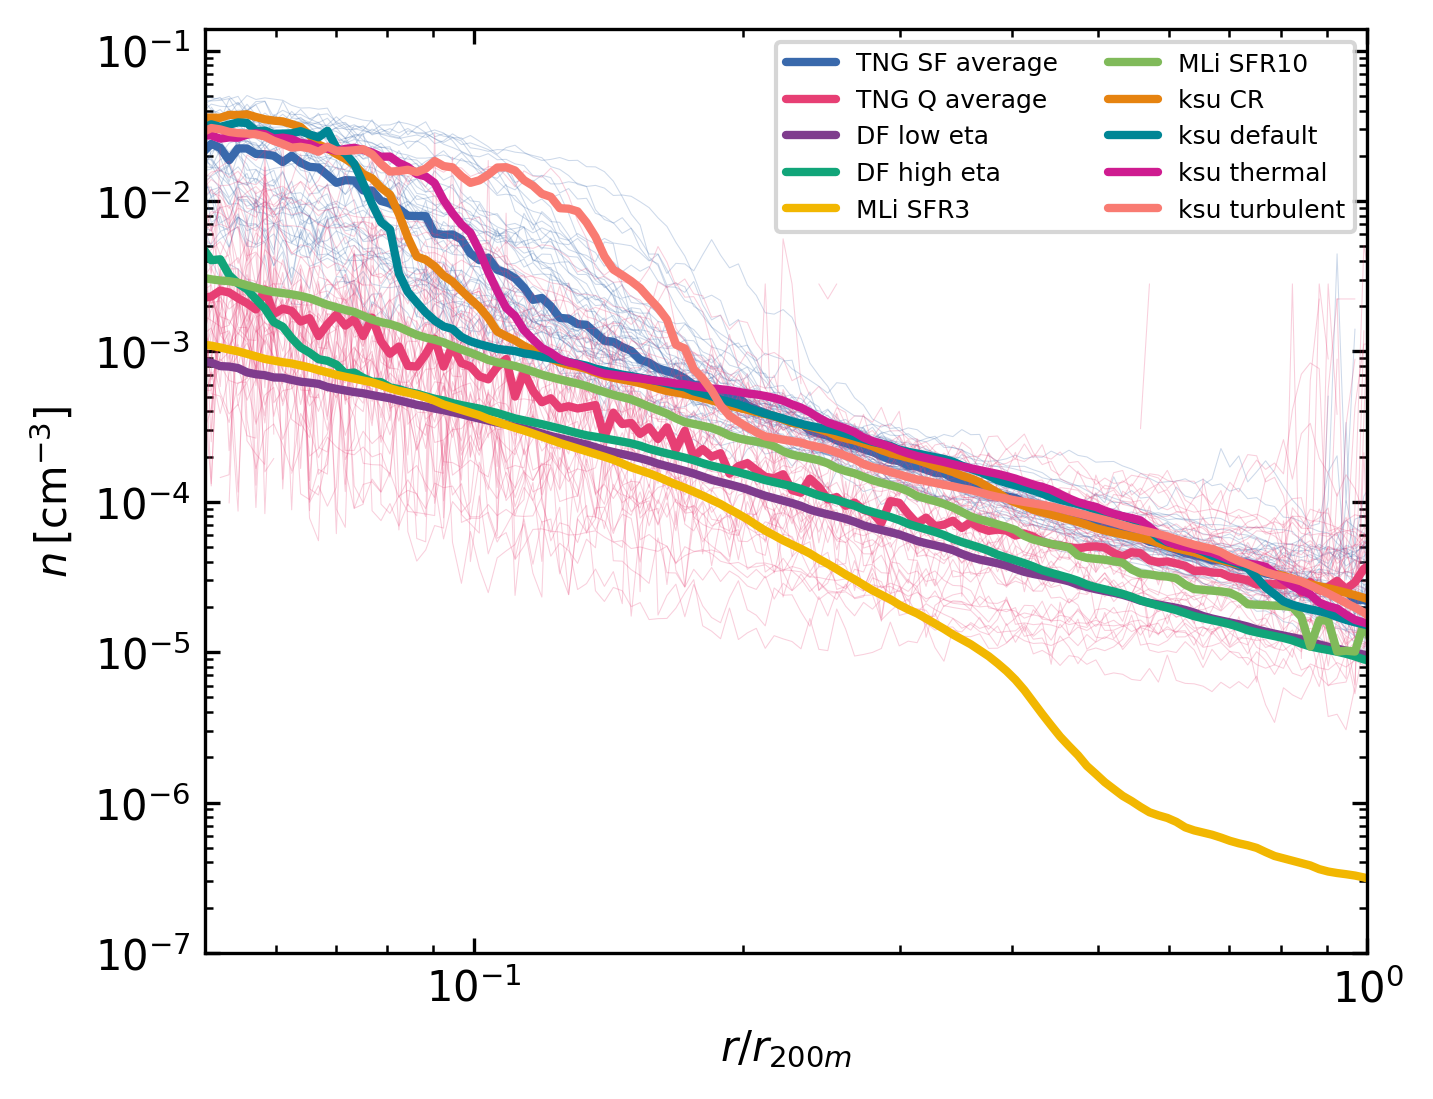 10⁻¹
10⁻²
10⁻³
10⁻⁴
10⁻⁵
10⁻⁶
10⁻⁷
n [cm⁻³]
TNG SF average
TNG Q average
DF low eta
DF high eta
MLi SFR3
MLi SFR10
ksu CR
ksu default
ksu thermal
ksu turbulent
10⁻¹
10⁰
r/r₂₀₀ₘ